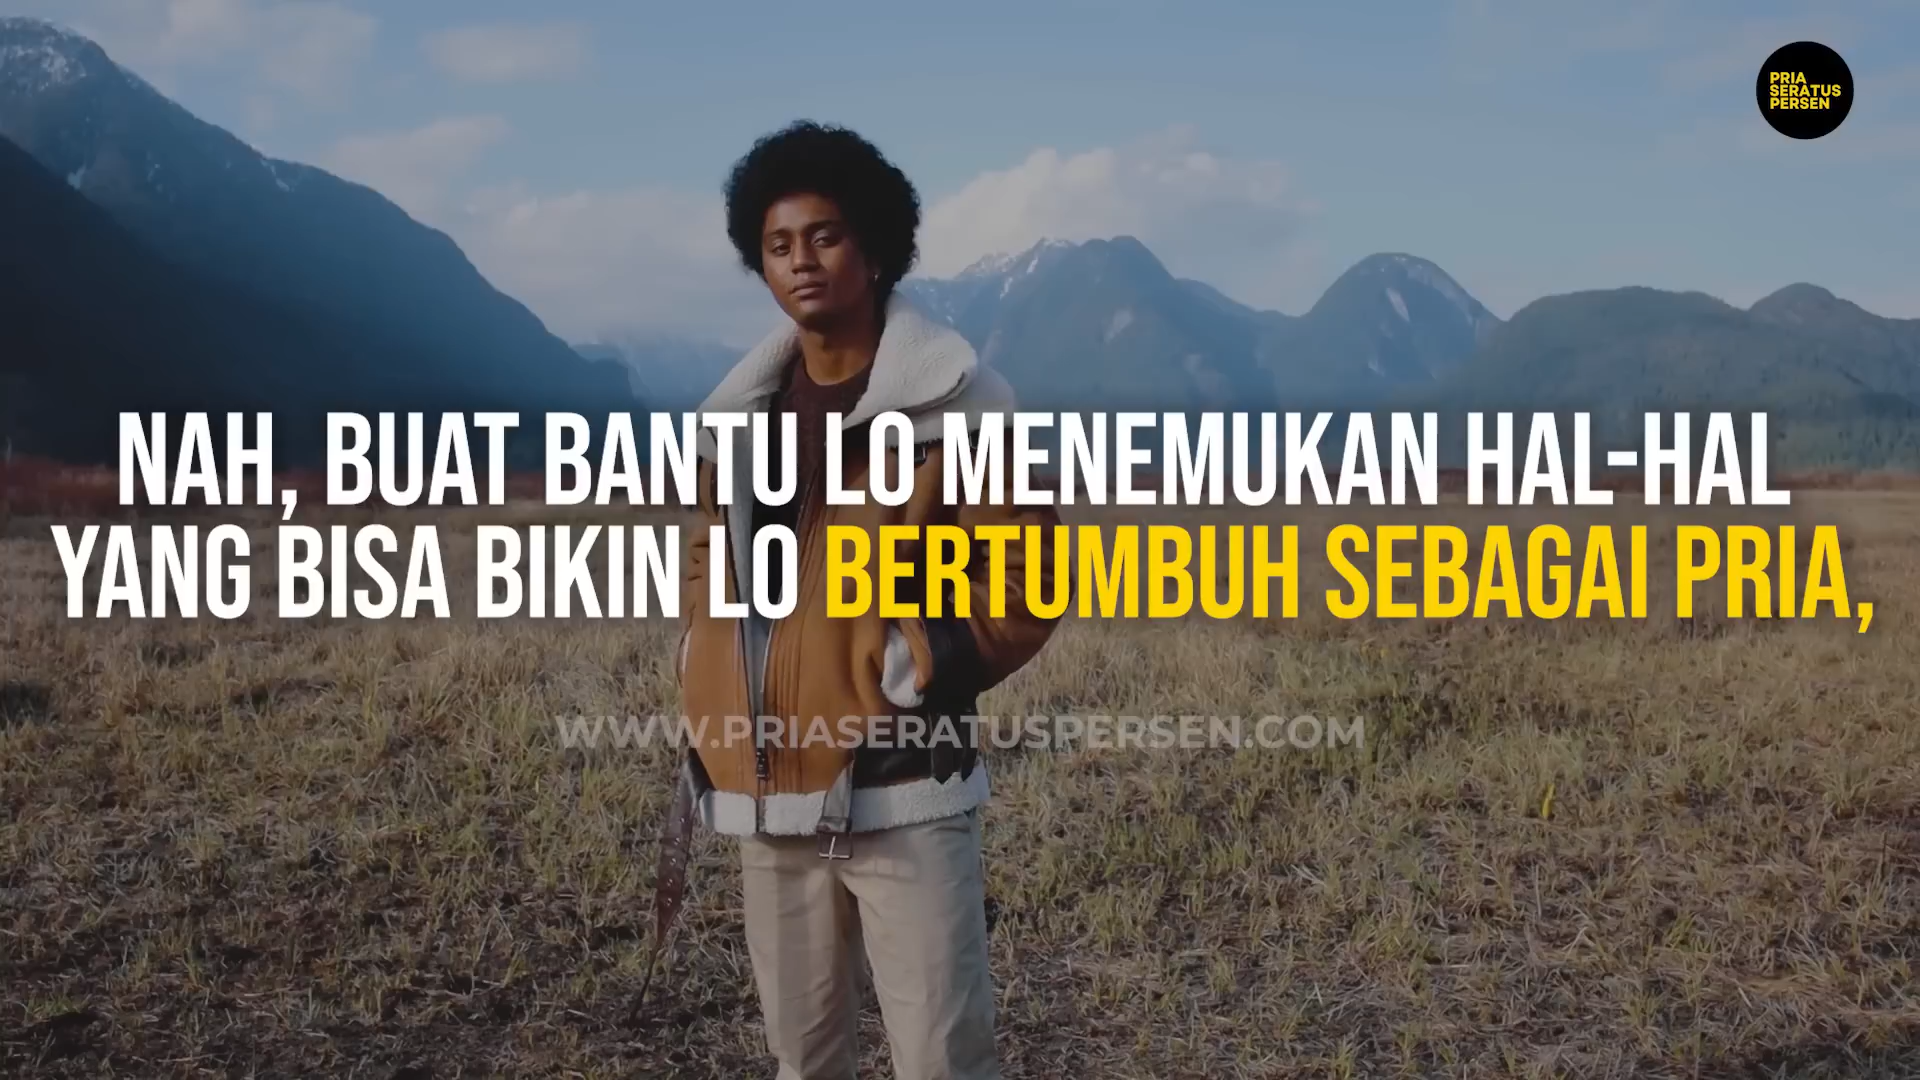 PRIA
SERATUS
PERSEN
NAH, BUAT BANTU LO MENEMUKAN HAL-HAL
YANG BISA BIKIN LO BERTUMBUH SEBAGAI PRIA,
WWW.PRIASERATUSPERSEN.COM